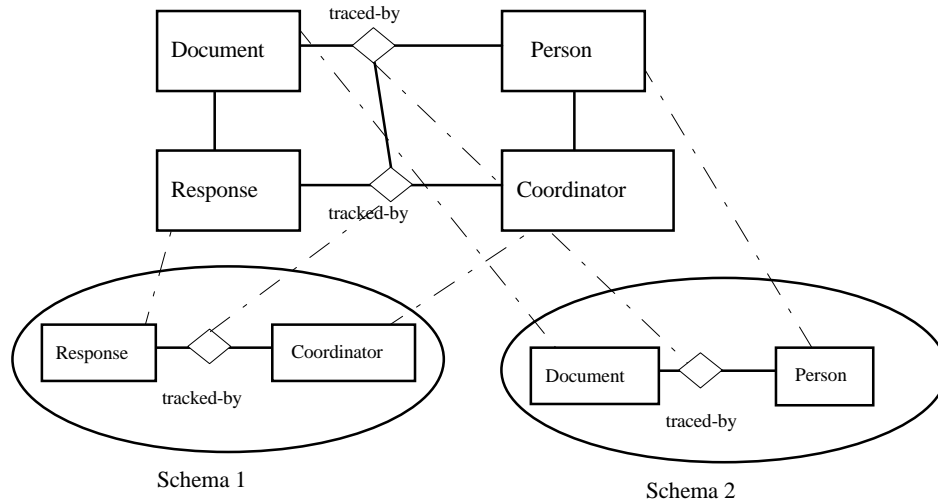 traced-by
Document
Person
Response
Coordinator
tracked-by
Response
Coordinator
tracked-by
Document
Person
traced-by
Schema 1
Schema 2